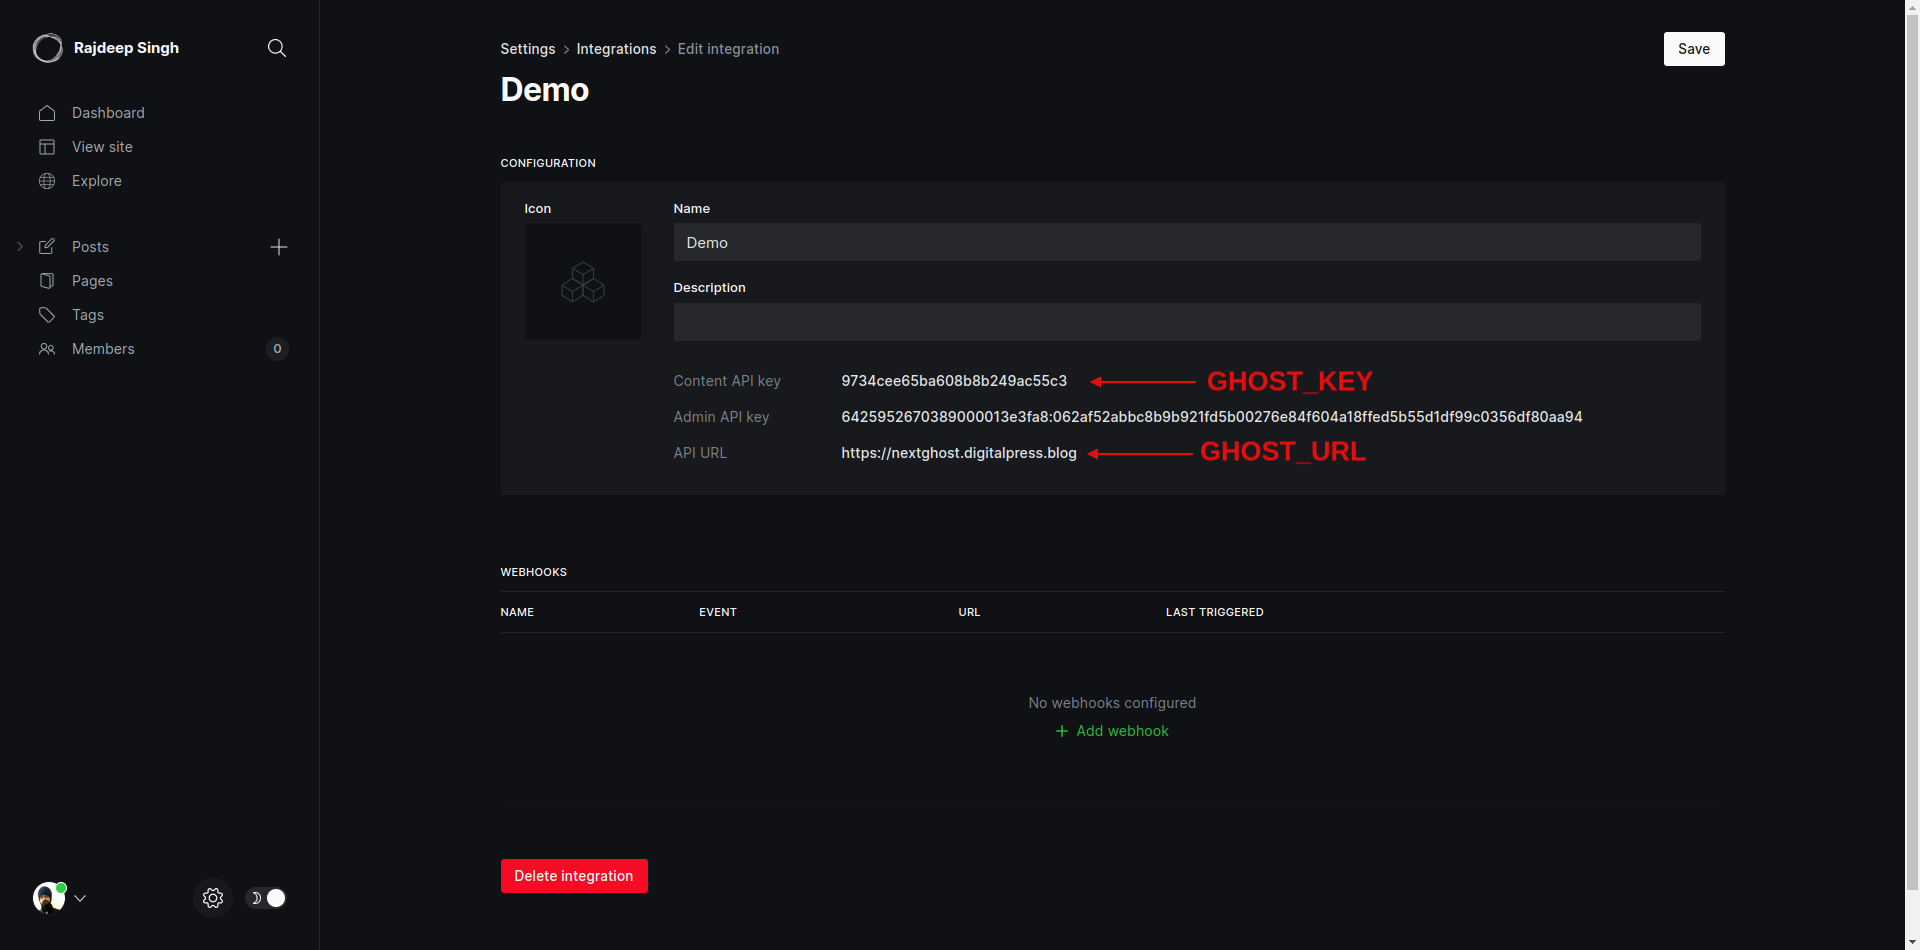 Rajdeep Singh
Dashboard
View site
Explore
Posts
Pages
Tags
Members
0
Settings > Integrations > Edit integration
Save
Demo
CONFIGURATION
Icon
Name
Demo
Description
Content API key 9734cee65ba608b8b249ac55c3 GHOST_KEY
Admin API key 6425952670389000013e3fa8:062af52abbc8b9b921fd5b00276e84f604a18ffed5b55d1df99c0356df80aa94
API URL https://nextghost.digitalpress.blog GHOST_URL
WEBHOOKS
NAME EVENT URL LAST TRIGGERED
No webhooks configured
+ Add webhook
Delete integration